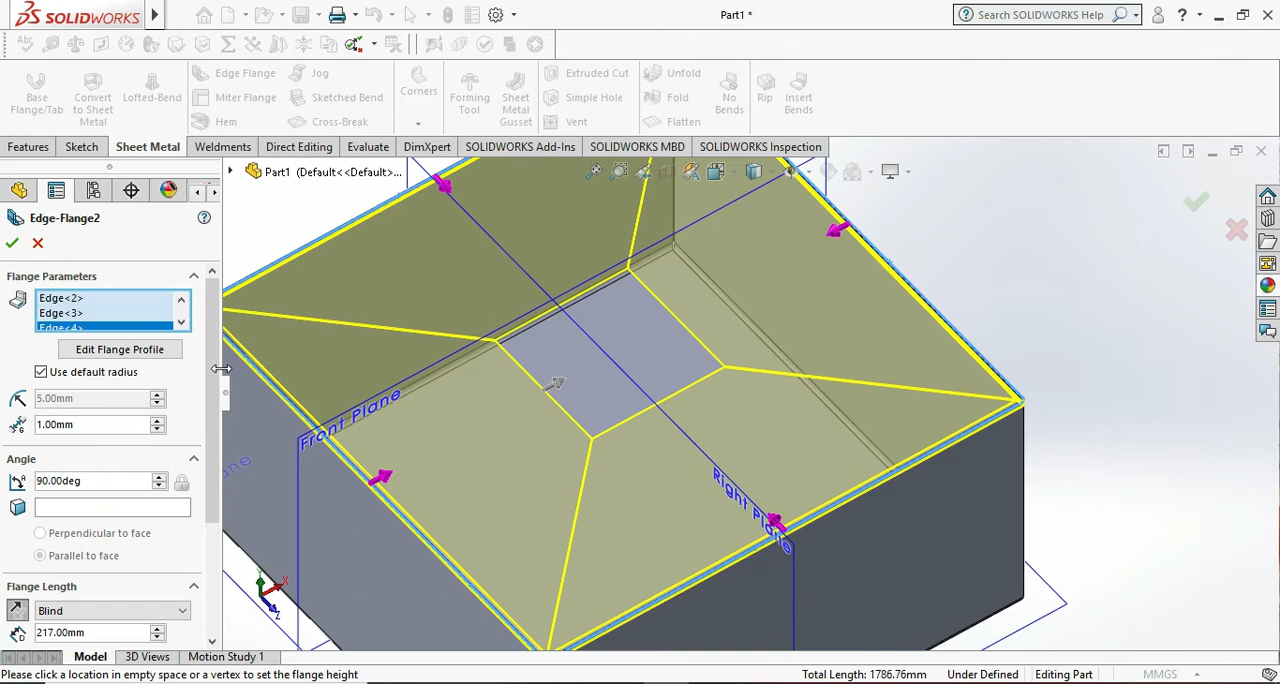 SOLIDWORKS
Part1 *
Search SOLIDWORKS Help
Base Flange/Tab
Convert to Sheet Metal
Lofted-Bend
Edge Flange
Miter Flange
Hem
Jog
Sketched Bend
Cross-Break
Corners
Forming Tool
Sheet Metal Gusset
Extruded Cut
Simple Hole
Vent
Unfold
Fold
Flatten
No Bends
Rip
Insert Bends
Features
Sketch
Sheet Metal
Weldments
Direct Editing
Evaluate
DimXpert
SOLIDWORKS Add-Ins
SOLIDWORKS MBD
SOLIDWORKS Inspection
Part1 (Default<<Default>...
Edge-Flange2
Flange Parameters
Edge<2>
Edge<3>
Edge<4>
Edit Flange Profile
Use default radius
5.00mm
1.00mm
Angle
90.00deg
Perpendicular to face
Parallel to face
Flange Length
Blind
217.00mm
Front Plane
Right Plane
ane
Y
X
Z
Model
3D Views
Motion Study 1
Please click a location in empty space or a vertex to set the flange height
Total Length: 1786.76mm
Under Defined
Editing Part
MMGS